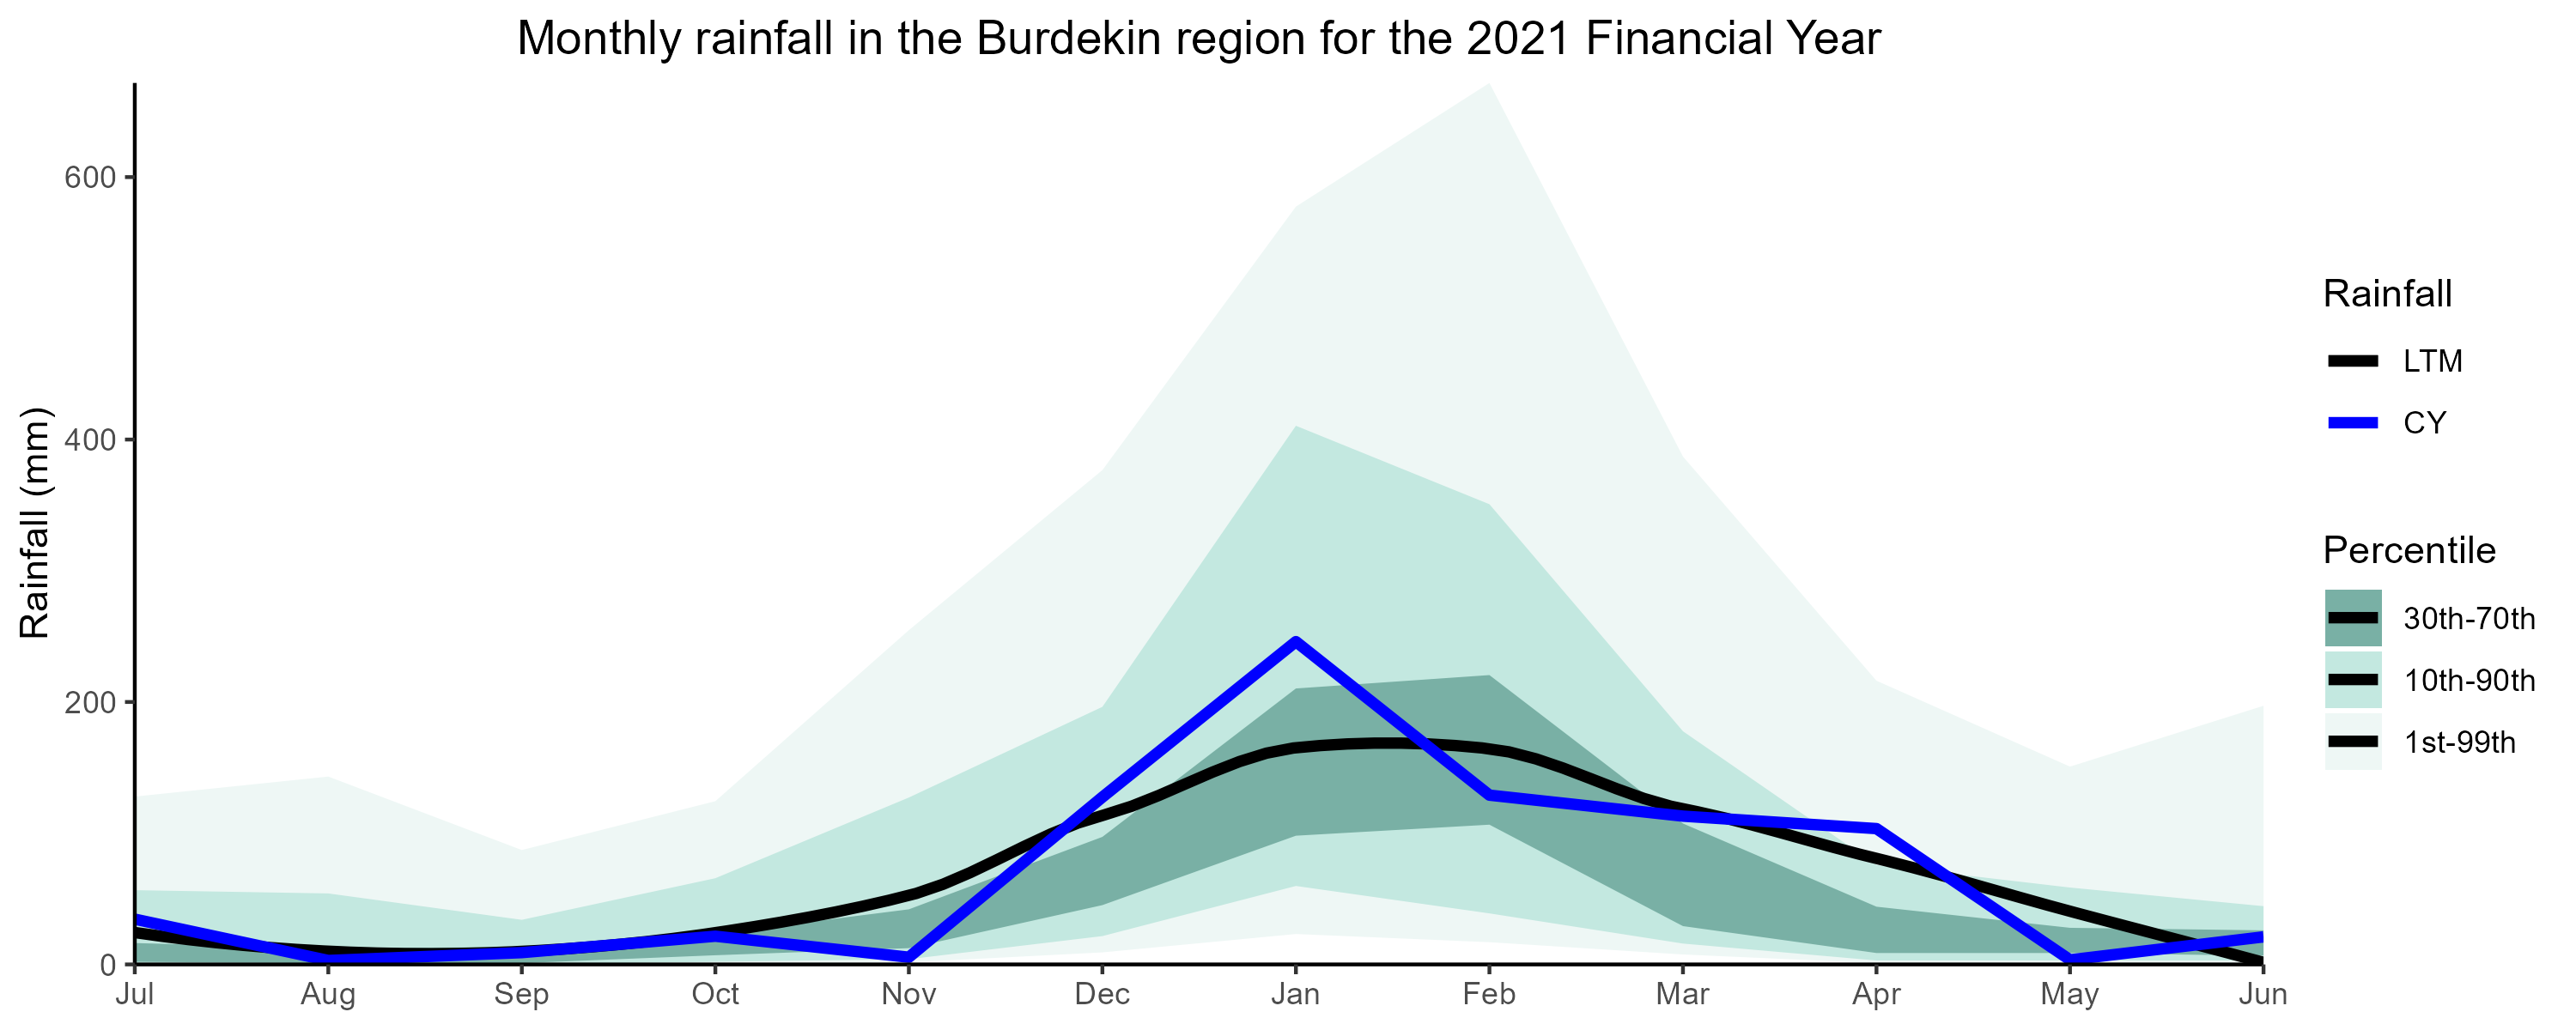 Monthly rainfall in the Burdekin region for the 2021 Financial Year
Rainfall (mm)
600
400
200
0
Jul Aug Sep Oct Nov Dec Jan Feb Mar Apr May Jun
Rainfall
LTM
CY
Percentile
30th-70th
10th-90th
1st-99th